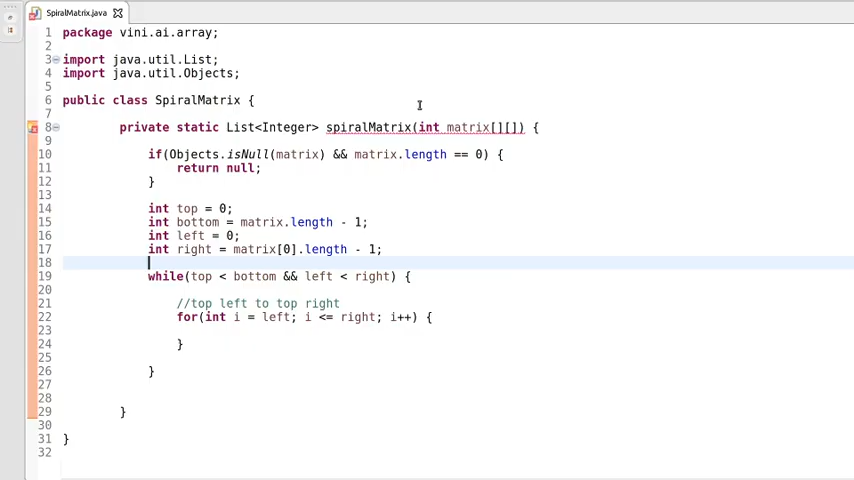 SpiralMatrix.java
1 package vini.ai.array;
2
3 import java.util.List;
4 import java.util.Objects;
5
6 public class SpiralMatrix {
7
8 private static List<Integer> spiralMatrix(int matrix[][]) {
9
10 if(Objects.isNull(matrix) && matrix.length == 0) {
11 return null;
12 }
13
14 int top = 0;
15 int bottom = matrix.length - 1;
16 int left = 0;
17 int right = matrix[0].length - 1;
18
19 while(top < bottom && left < right) {
20
21 //top left to top right
22 for(int i = left; i <= right; i++) {
23
24 }
25
26 }
27
28
29 }
30
31 }
32